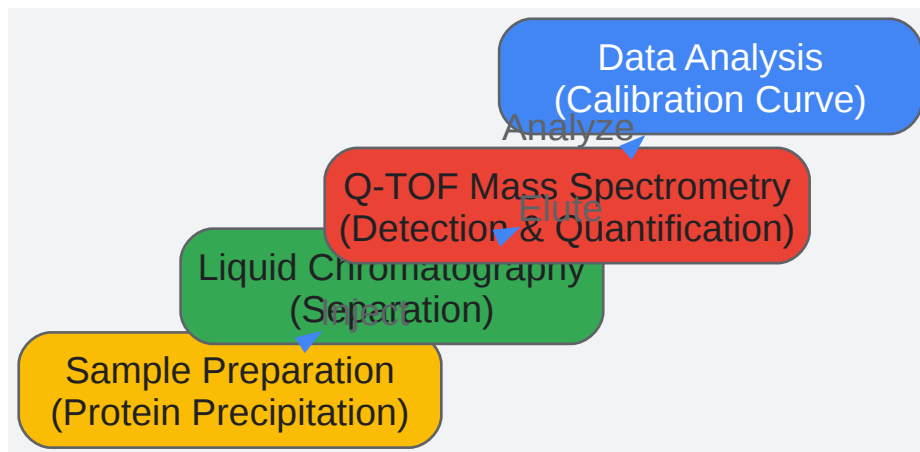 Data Analysis
(Calibration Curve)
Analyze
Q-TOF Mass Spectrometry
Elute
(Detection & Quantification)
Liquid Chromatography
(Separation)
Inject
Sample Preparation
(Protein Precipitation)